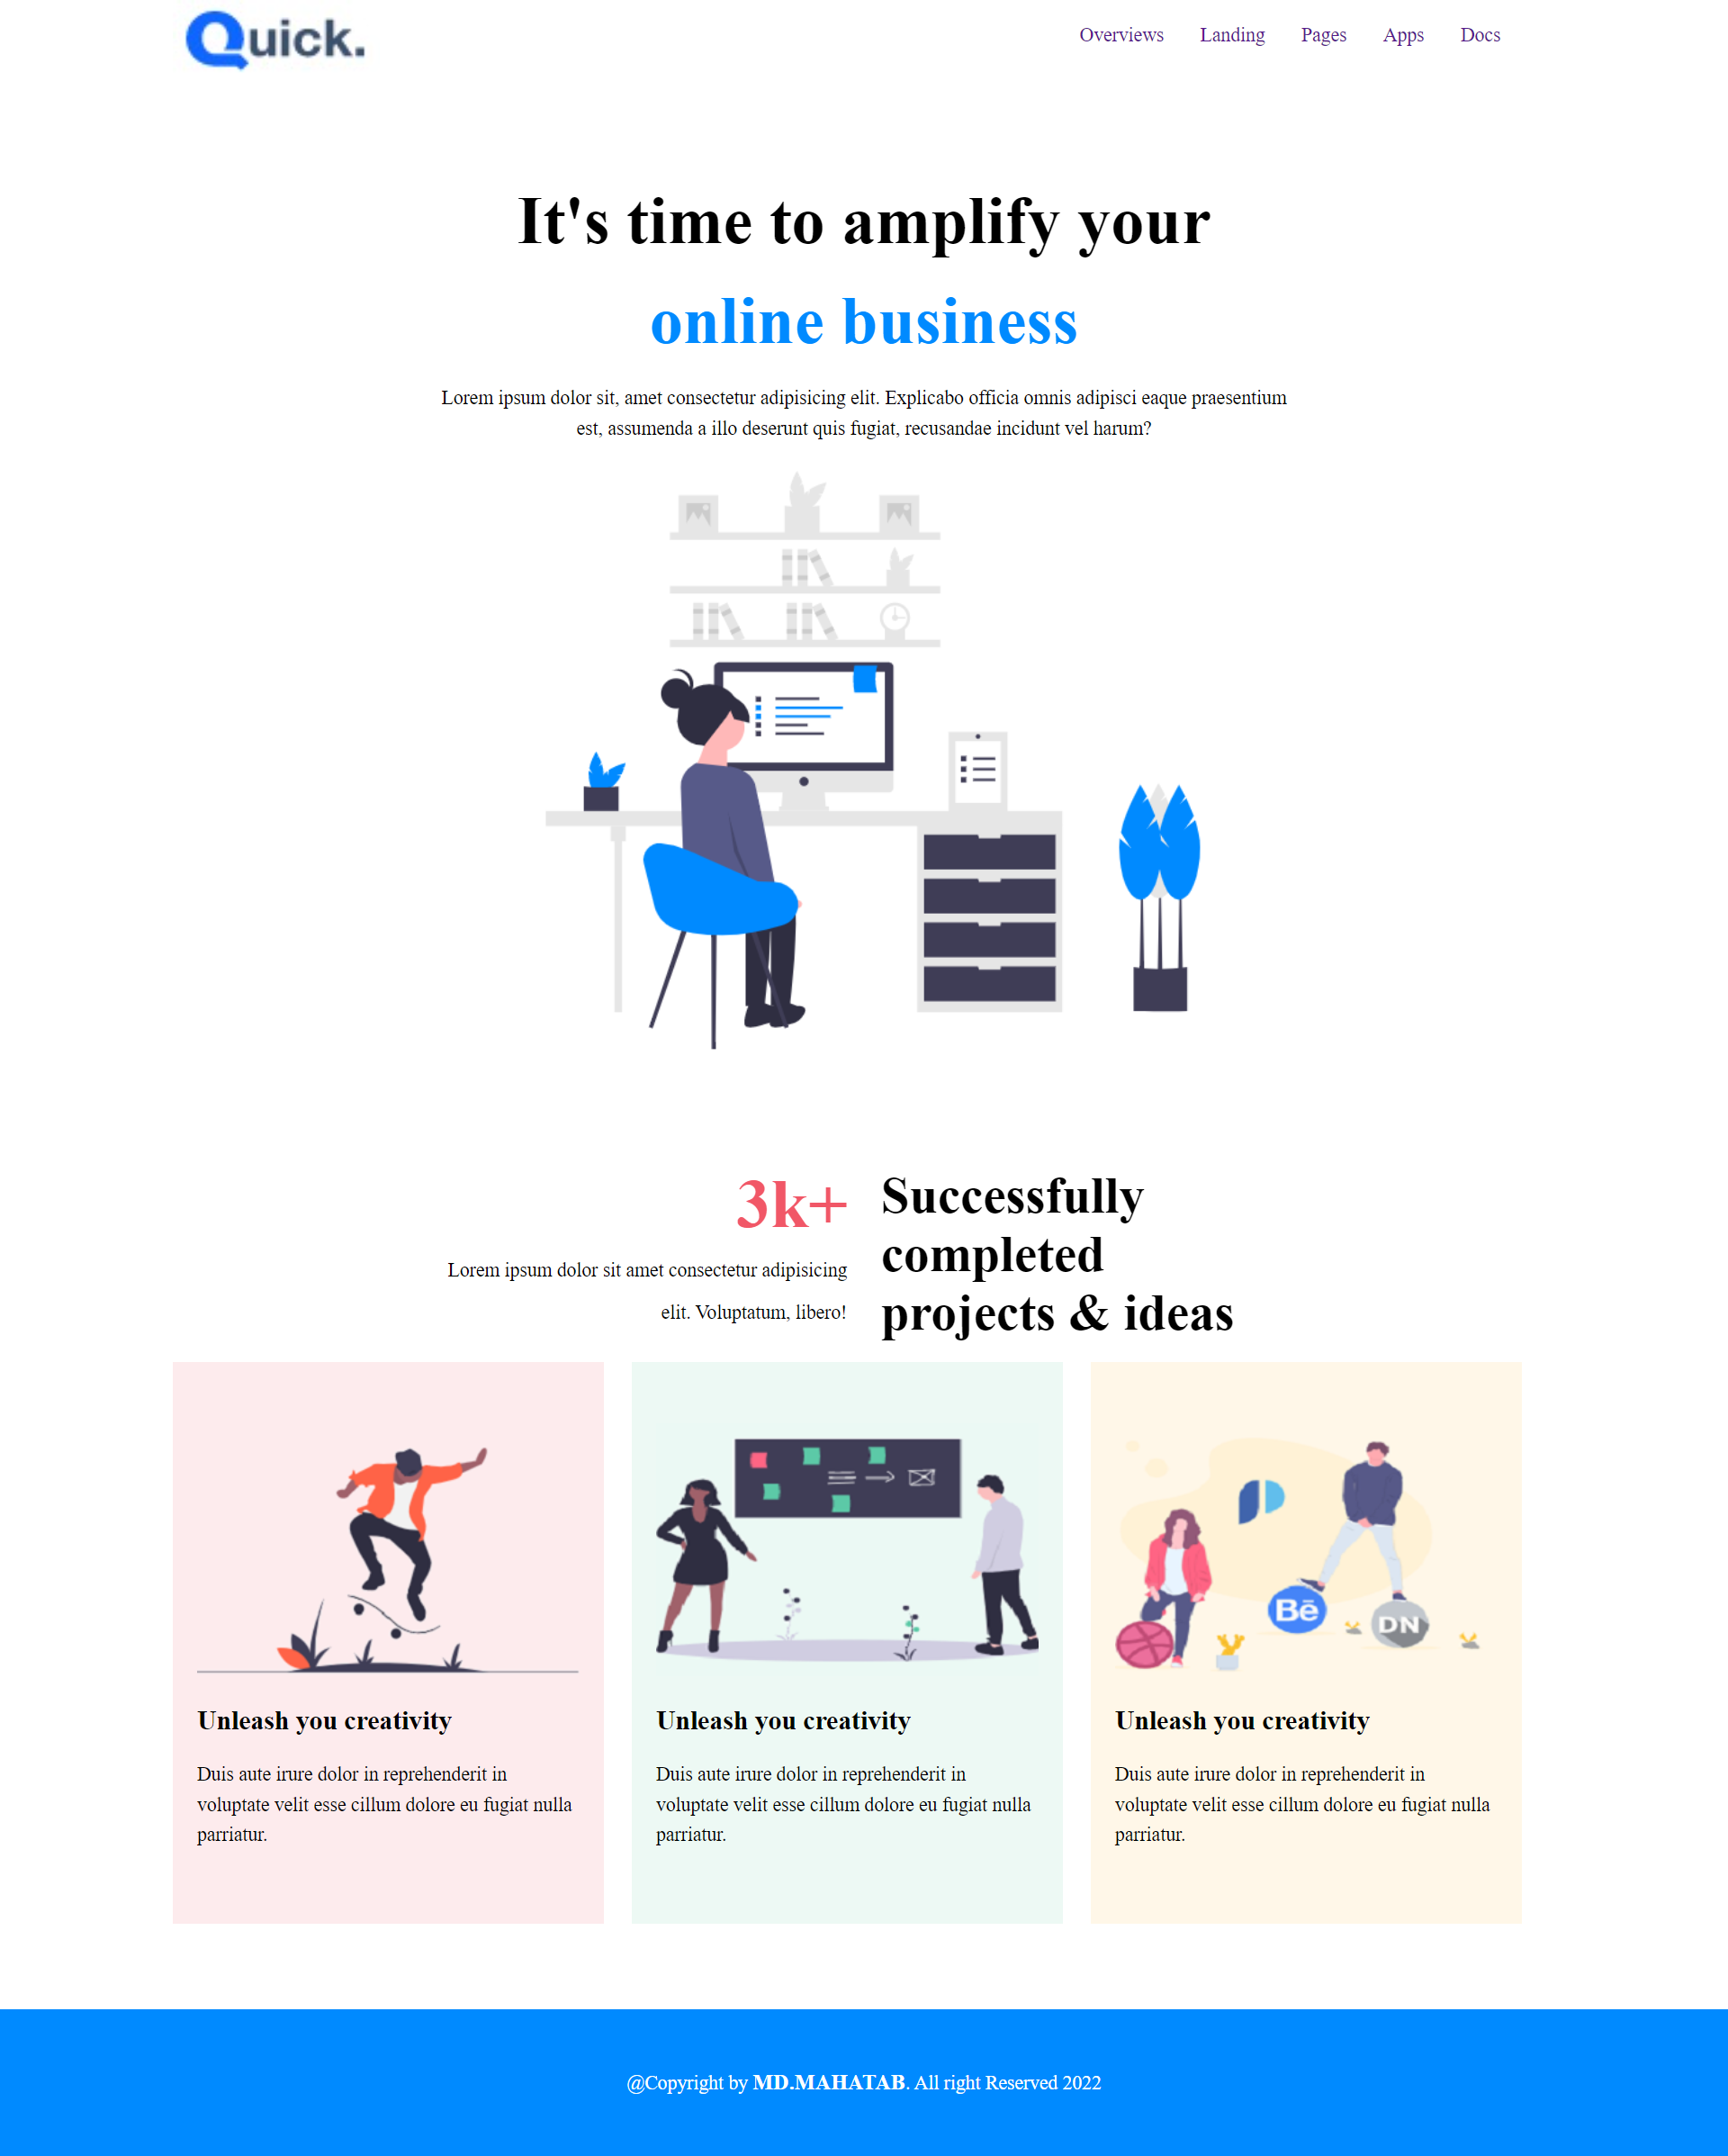 Quick.
Overviews Landing Pages Apps Docs
It's time to amplify your
online business
Lorem ipsum dolor sit, amet consectetur adipisicing elit. Explicabo officia omnis adipisci eaque praesentium
est, assumenda a illo deserunt quis fugiat, recusandae incidunt vel harum?
3k+
Lorem ipsum dolor sit amet consectetur adipisicing
elit. Voluptatum, libero!
Successfully
completed
projects & ideas
Unleash you creativity
Duis aute irure dolor in reprehenderit in
voluptate velit esse cillum dolore eu fugiat nulla
parriatur.
Unleash you creativity
Duis aute irure dolor in reprehenderit in
voluptate velit esse cillum dolore eu fugiat nulla
parriatur.
Bē
DN
Unleash you creativity
Duis aute irure dolor in reprehenderit in
voluptate velit esse cillum dolore eu fugiat nulla
parriatur.
@Copyright by MD.MAHATAB. All right Reserved 2022